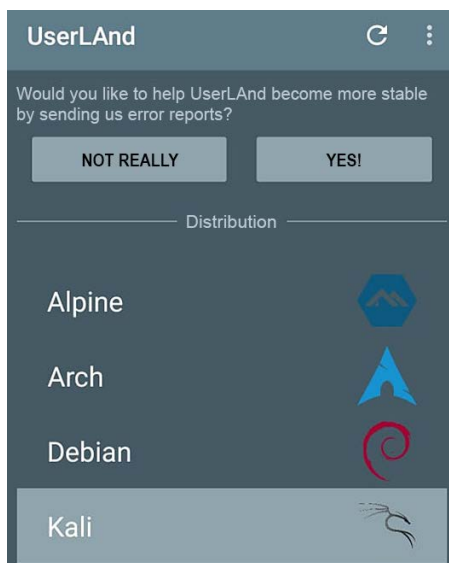 UserLAnd
Would you like to help UserLAnd become more stable
by sending us error reports?
NOT REALLY
YES!
Distribution
Alpine
Arch
Debian
Kali